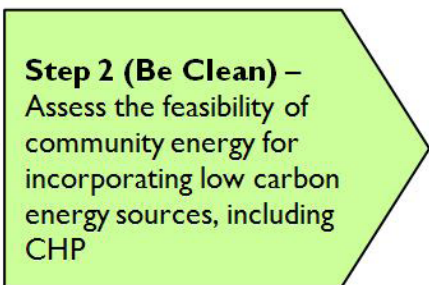 Step 2 (Be Clean) –
Assess the feasibility of
community energy for
incorporating low carbon
energy sources, including
CHP